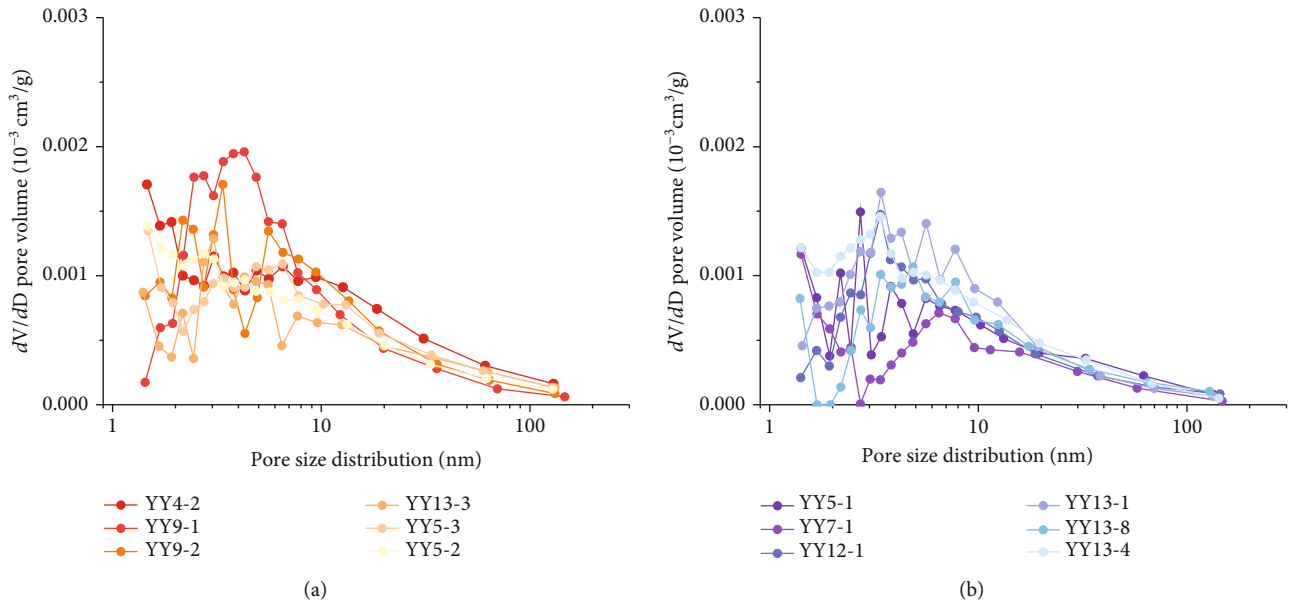 0.003
0.002
0.001
0.000
dV/dD pore volume (10⁻³ cm³/g)
1
10
100
Pore size distribution (nm)
YY4-2
YY9-1
YY9-2
YY13-3
YY5-3
YY5-2
(a)
0.003
0.002
0.001
0.000
dV/dD pore volume (10⁻³cm³/g)
1
10
100
Pore size distribution (nm)
YY5-1
YY7-1
YY12-1
YY13-1
YY13-8
YY13-4
(b)